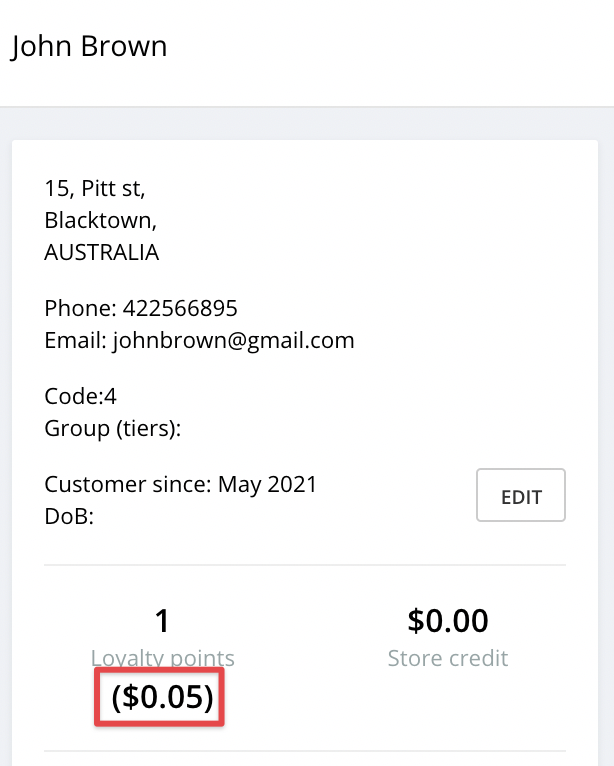 John Brown
15, Pitt st,
Blacktown,
AUSTRALIA
Phone: 422566895
Email: johnbrown@gmail.com
Code:4
Group (tiers):
Customer since: May 2021
DoB:
EDIT
1
Loyalty points
($0.05)
$0.00
Store credit